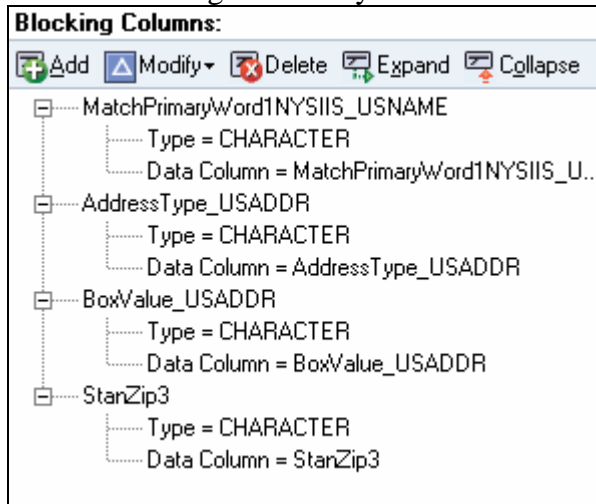 Blocking Columns:
Add Modify Delete Expand Collapse
MatchPrimaryWord1NYSIIS_USNAME
Type = CHARACTER
Data Column = MatchPrimaryWord1NYSIIS_U..
AddressType_USADDR
Type = CHARACTER
Data Column = AddressType_USADDR
BoxValue_USADDR
Type = CHARACTER
Data Column = BoxValue_USADDR
StanZip3
Type = CHARACTER
Data Column = StanZip3